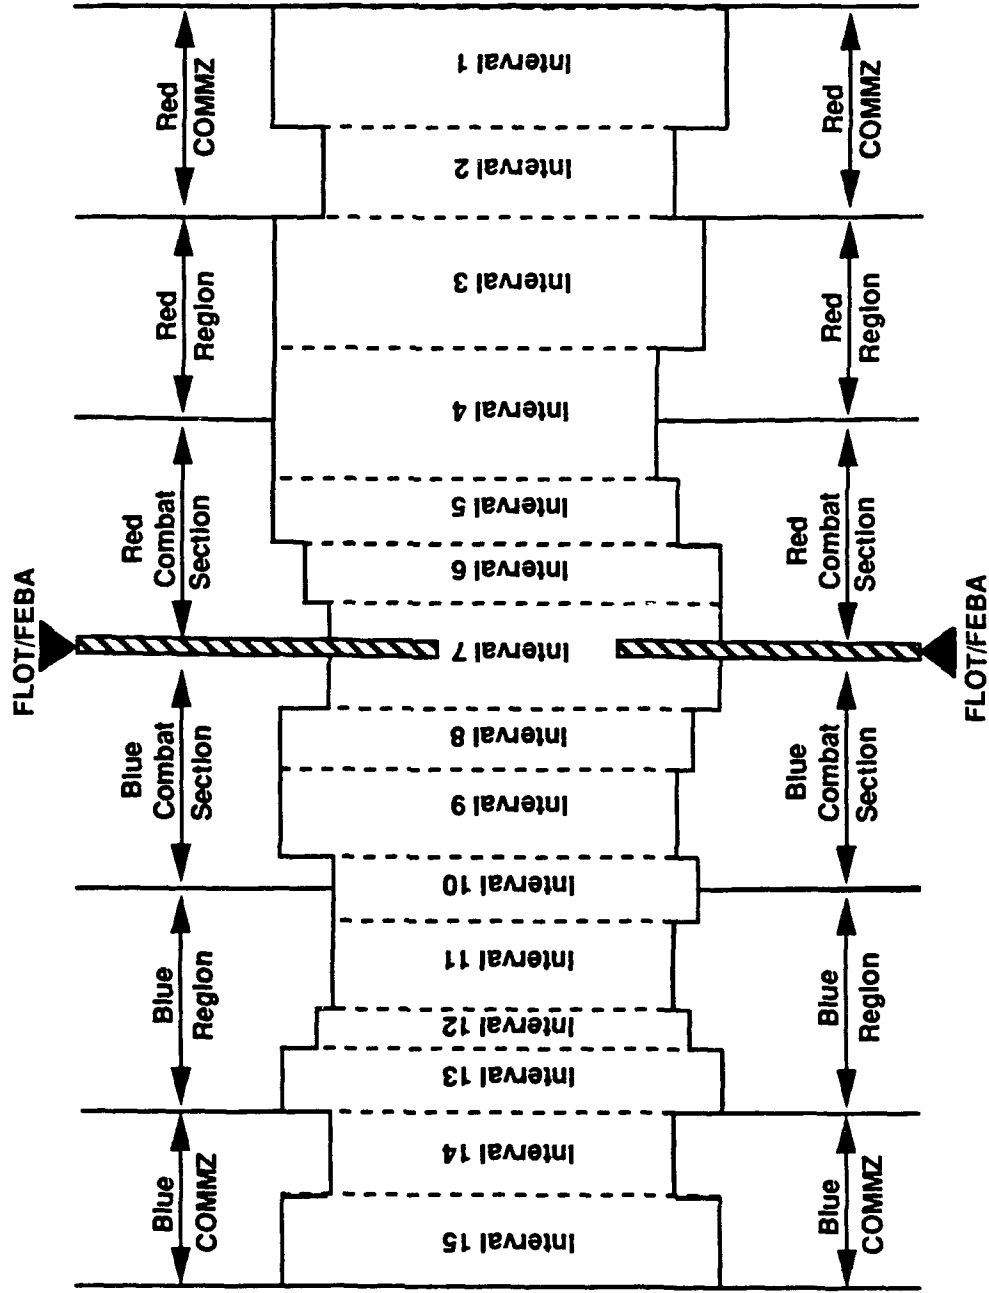 FLOT/FEBA
Blue
COMMZ
Blue
Region
Blue
Combat
Section
Red
Combat
Section
Red
Region
Red
COMMZ
Interval 15
Interval 14
Interval 13
Interval 12
Interval 11
Interval 10
Interval 9
Interval 8
Interval 7
Interval 6
Interval 5
Interval 4
Interval 3
Interval 2
Interval 1
Blue
COMMZ
Blue
Region
Blue
Combat
Section
Red
Combat
Section
Red
Region
Red
COMMZ
FLOT/FEBA